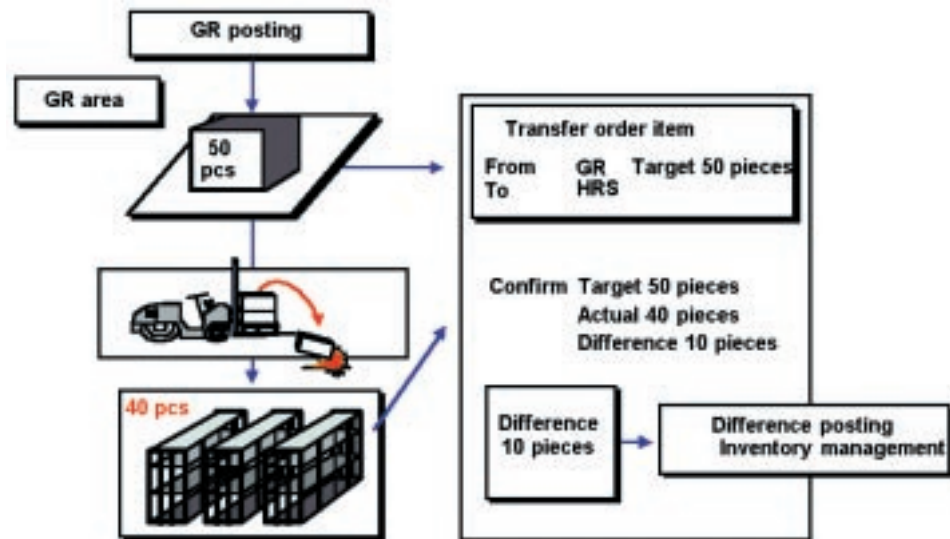 GR posting
GR area
50
pcs
Transfer order item
From GR Target 50 pieces
To HRS
Confirm Target 50 pieces
Actual 40 pieces
Difference 10 pieces
40 pcs
Difference
10 pieces
Difference posting
Inventory management